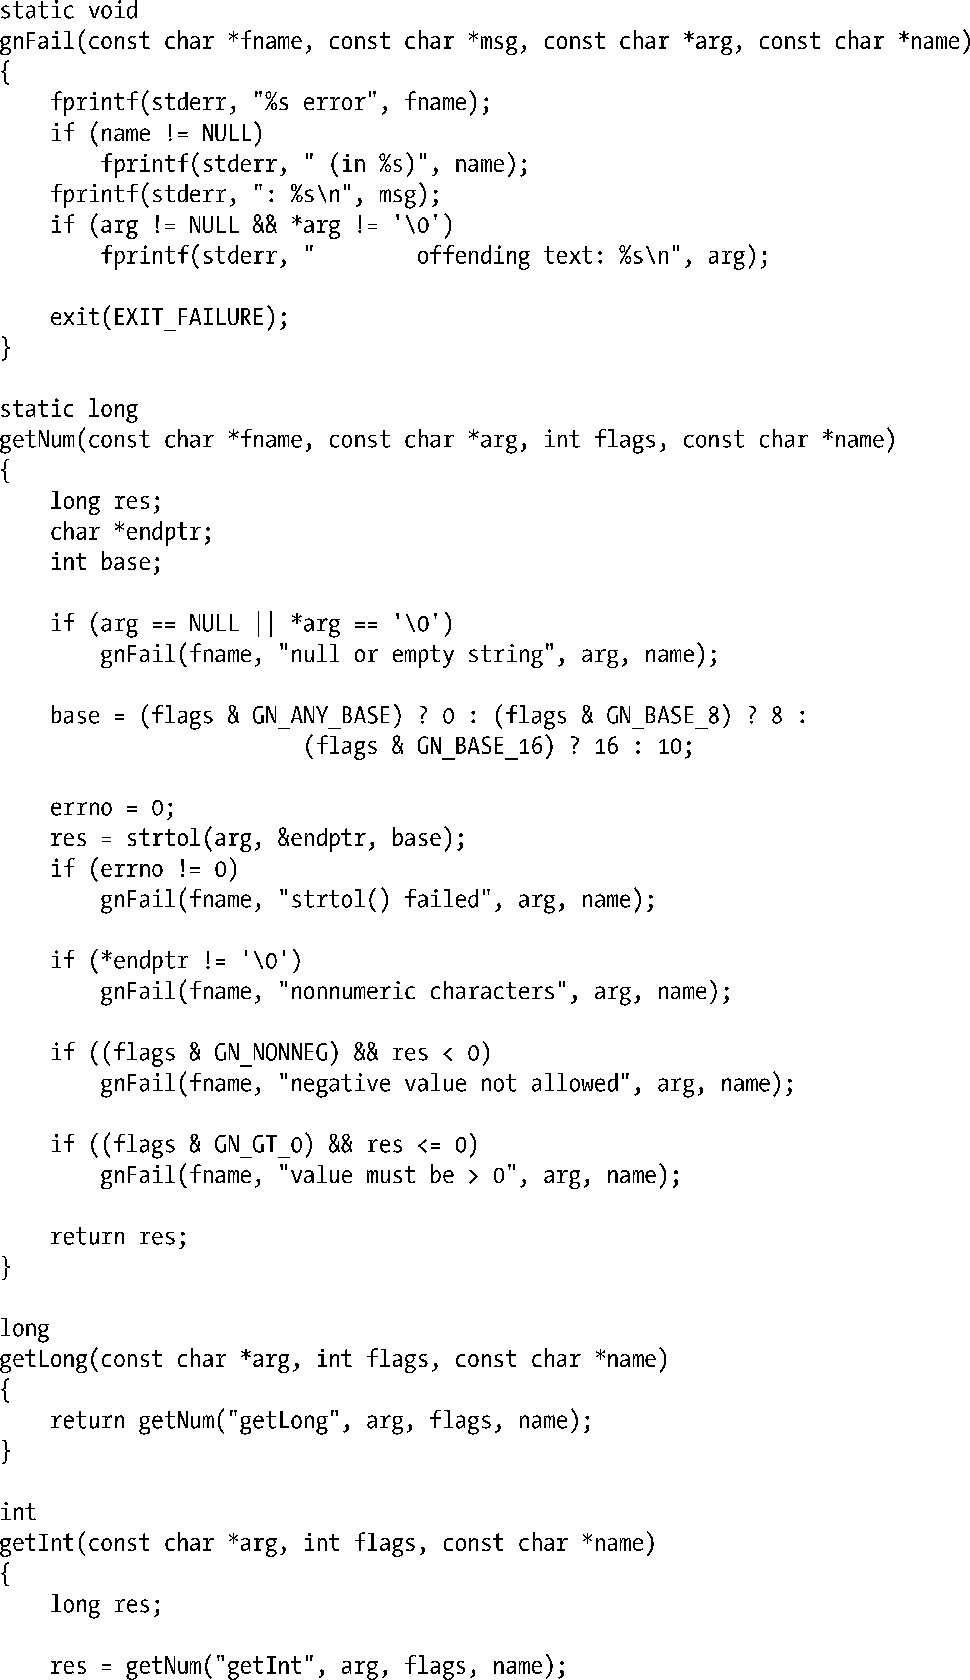 static void
gnFail(const char *fname, const char *msg, const char *arg, const char *name)
{
    fprintf(stderr, "%s error", fname);
    if (name != NULL)
        fprintf(stderr, " (in %s)", name);
    fprintf(stderr, ": %s\n", msg);
    if (arg != NULL && *arg != '\0')
        fprintf(stderr, "        offending text: %s\n", arg);

    exit(EXIT_FAILURE);
}

static long
getNum(const char *fname, const char *arg, int flags, const char *name)
{
    long res;
    char *endptr;
    int base;

    if (arg == NULL || *arg == '\0')
        gnFail(fname, "null or empty string", arg, name);

    base = (flags & GN_ANY_BASE) ? 0 : (flags & GN_BASE_8) ? 8 :
                        (flags & GN_BASE_16) ? 16 : 10;

    errno = 0;
    res = strtol(arg, &endptr, base);
    if (errno != 0)
        gnFail(fname, "strtol() failed", arg, name);

    if (*endptr != '\0')
        gnFail(fname, "nonnumeric characters", arg, name);

    if ((flags & GN_NONNEG) && res < 0)
        gnFail(fname, "negative value not allowed", arg, name);

    if ((flags & GN_GT_0) && res <= 0)
        gnFail(fname, "value must be > 0", arg, name);

    return res;
}

long
getLong(const char *arg, int flags, const char *name)
{
    return getNum("getLong", arg, flags, name);
}

int
getInt(const char *arg, int flags, const char *name)
{
    long res;

    res = getNum("getInt", arg, flags, name);